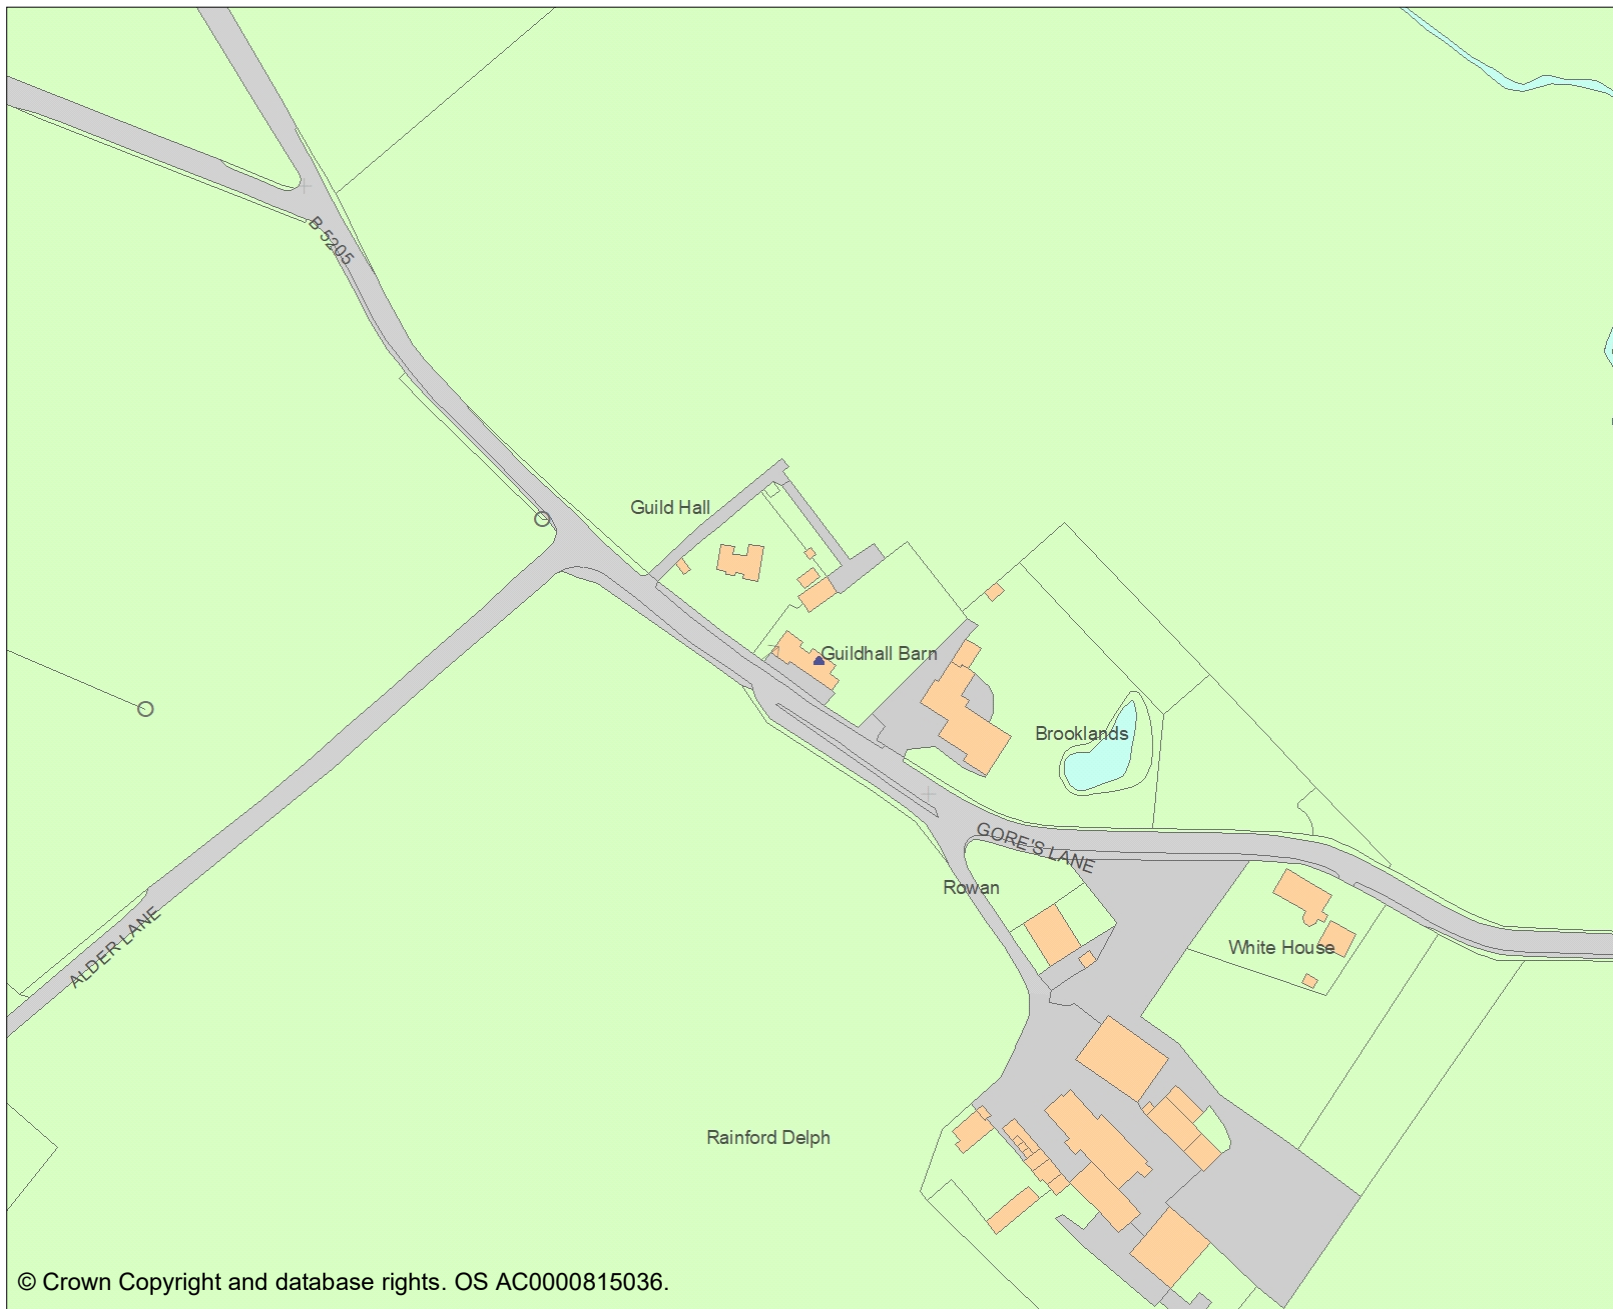 B 5205
Guild Hall
Guildhall Barn
Brooklands
GORE'S LANE
Rowan
ALDER LANE
White House
Rainford Delph
© Crown Copyright and database rights. OS AC0000815036.